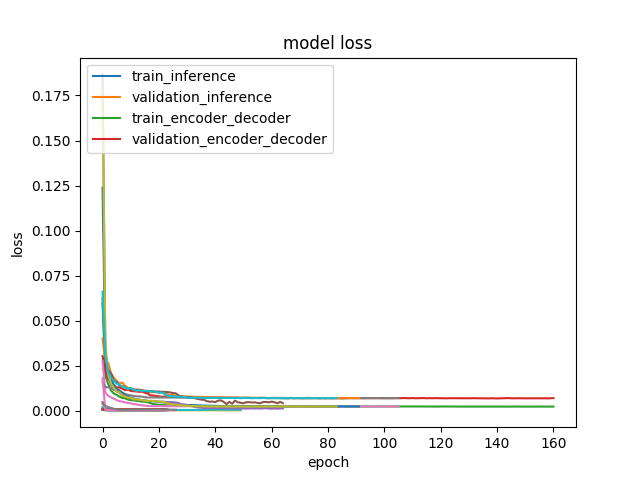 model loss
train_inference
validation_inference
train_encoder_decoder
validation_encoder_decoder
loss
0.175
0.150
0.125
0.100
0.075
0.050
0.025
0.000
0 20 40 60 80 100 120 140 160
epoch